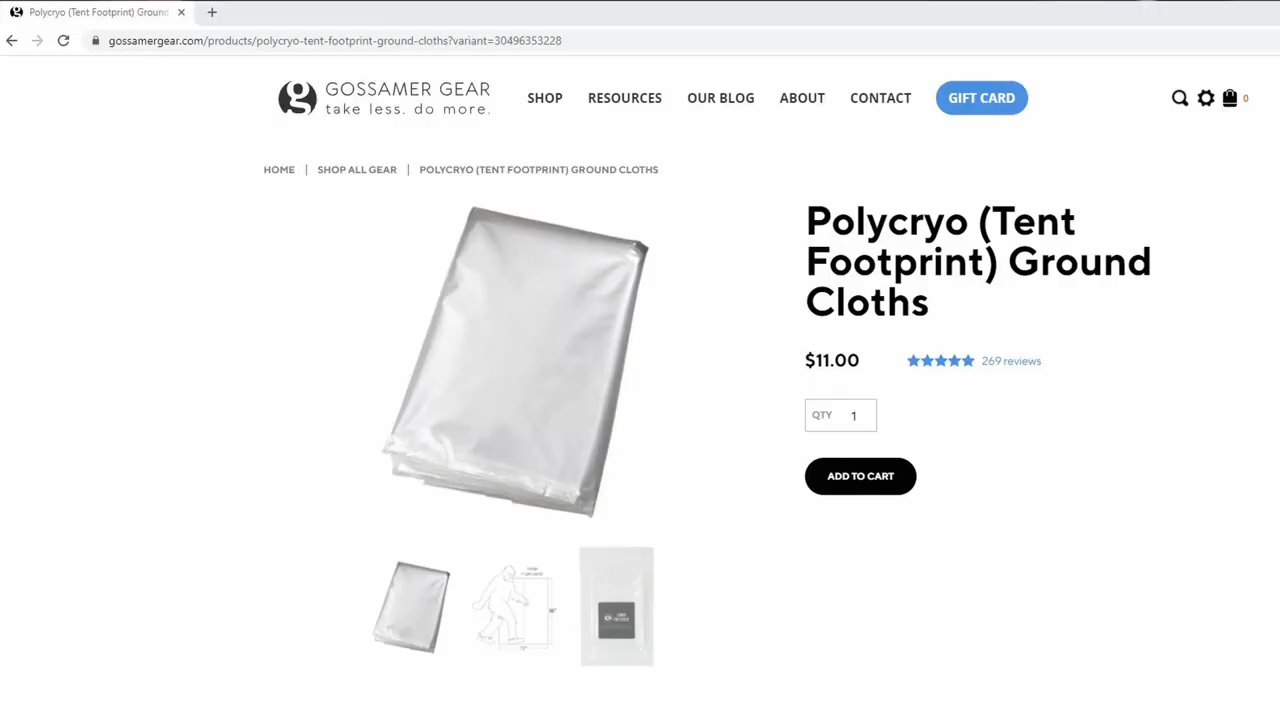 Polycryo (Tent Footprint) Ground
gossamergear.com/products/polycryo-tent-footprint-ground-cloths?variant=30496353228
GOSSAMER GEAR
take less. do more.
SHOP
RESOURCES
OUR BLOG
ABOUT
CONTACT
GIFT CARD
0
HOME | SHOP ALL GEAR | POLYCRYO (TENT FOOTPRINT) GROUND CLOTHS
Polycryo (Tent
Footprint) Ground
Cloths
$11.00
269 reviews
QTY 1
ADD TO CART